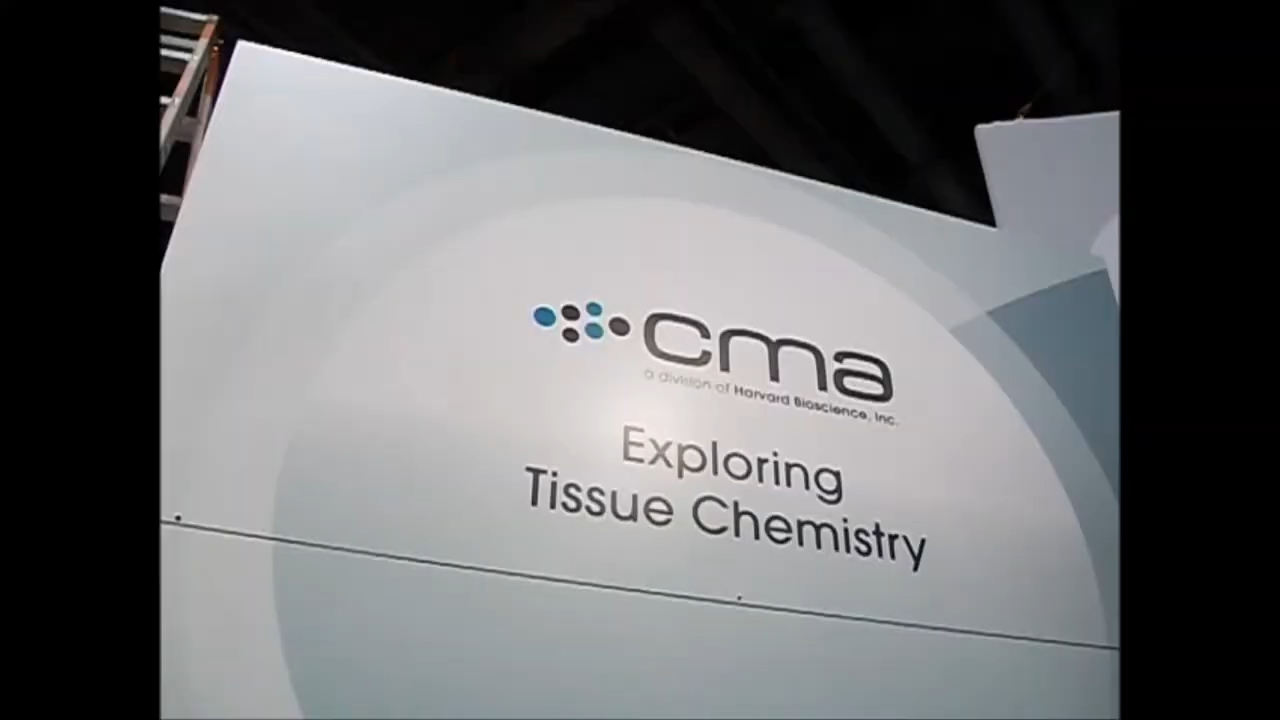 cma
a division of Harvard Bioscience, Inc.
Exploring
Tissue Chemistry